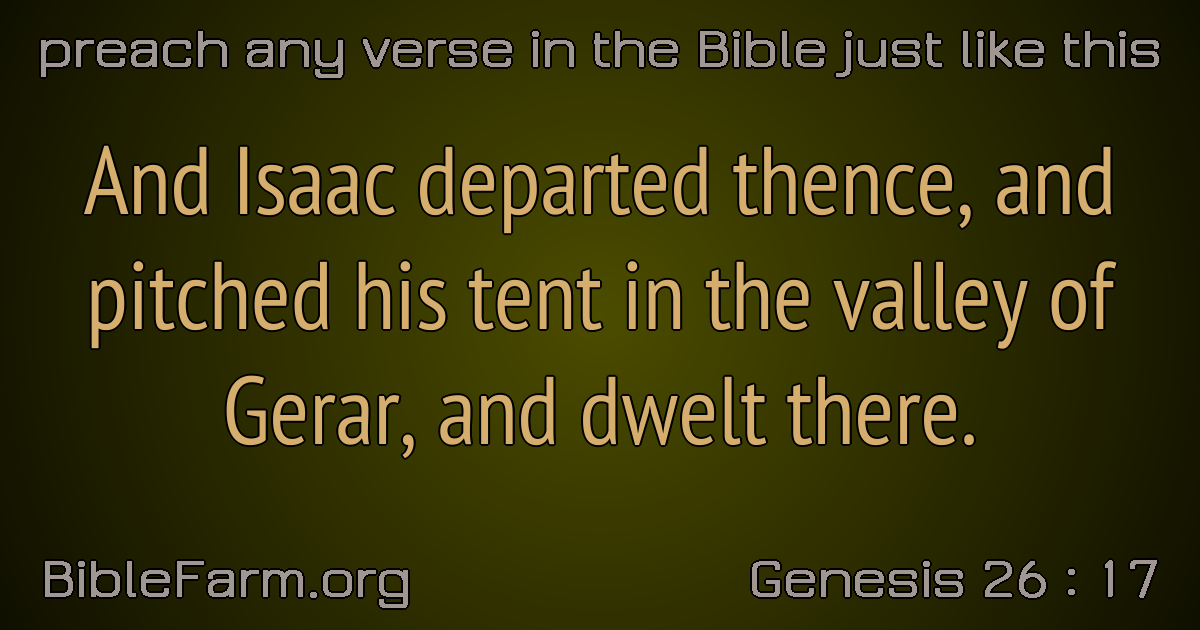 preach any verse in the Bible just like this
And Isaac departed thence, and
pitched his tent in the valley of
Gerar, and dwelt there.
BibleFarm.org
Genesis 26 : 17